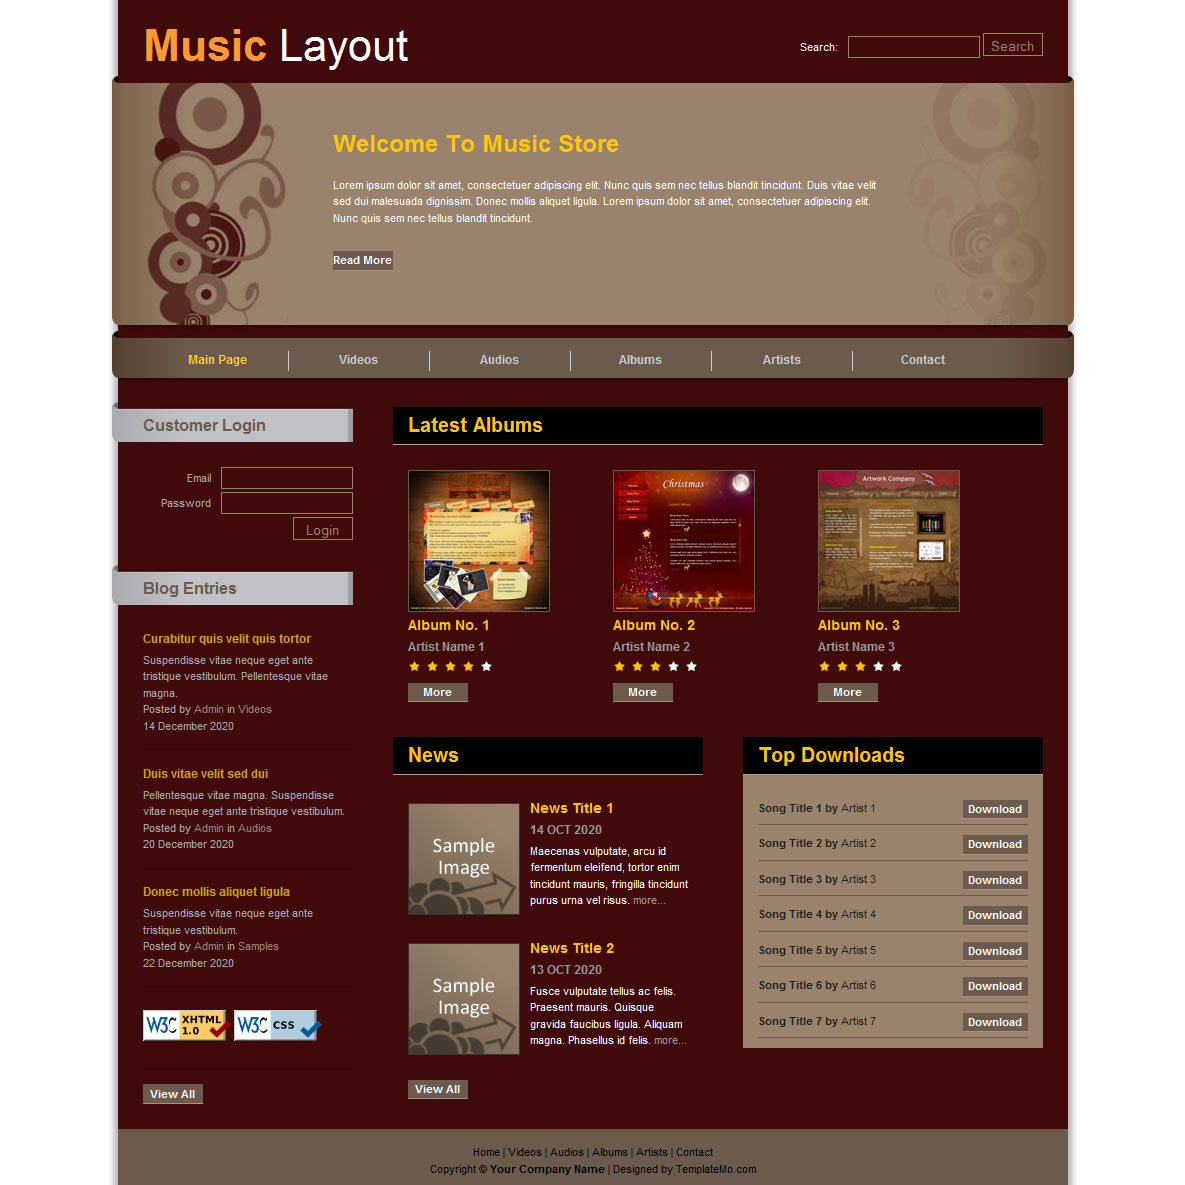 Music Layout
Search:
Search
Welcome To Music Store
Lorem ipsum dolor sit amet, consectetuer adipiscing elit. Nunc quis sem nec tellus blandit tincidunt. Duis vitae velit
sed dui malesuada dignissim. Donec mollis aliquet ligula. Lorem ipsum dolor sit amet, consectetuer adipiscing elit.
Nunc quis sem nec tellus blandit tincidunt.
Read More
Main Page Videos Audios Albums Artists Contact
Customer Login
Email
Password
Login
Blog Entries
Curabitur quis velit quis tortor
Suspendisse vitae neque eget ante
tristique vestibulum. Pellentesque vitae
magna.
Posted by Admin in Videos
14 December 2020
Duis vitae velit sed dui
Pellentesque vitae magna. Suspendisse
vitae neque eget ante tristique vestibulum.
Posted by Admin in Audios
20 December 2020
Donec mollis aliquet ligula
Suspendisse vitae neque eget ante
tristique vestibulum.
Posted by Admin in Samples
22 December 2020
W3C XHTML 1.0
W3C CSS
View All
Latest Albums
Christmas
Artwork Company
Album No. 1
Artist Name 1
More
Album No. 2
Artist Name 2
More
Album No. 3
Artist Name 3
More
News
Sample
Image
News Title 1
14 OCT 2020
Maecenas vulputate, arcu id
fermentum eleifend, tortor enim
tincidunt mauris, fringilla tincidunt
purus urna vel risus. more...
Sample
Image
News Title 2
13 OCT 2020
Fusce vulputate tellus ac felis.
Praesent mauris. Quisque
gravida faucibus ligula. Aliquam
magna. Phasellus id felis. more...
View All
Top Downloads
Song Title 1 by Artist 1 Download
Song Title 2 by Artist 2 Download
Song Title 3 by Artist 3 Download
Song Title 4 by Artist 4 Download
Song Title 5 by Artist 5 Download
Song Title 6 by Artist 6 Download
Song Title 7 by Artist 7 Download
Home | Videos | Audios | Albums | Artists | Contact
Copyright © Your Company Name | Designed by TemplateMo.com